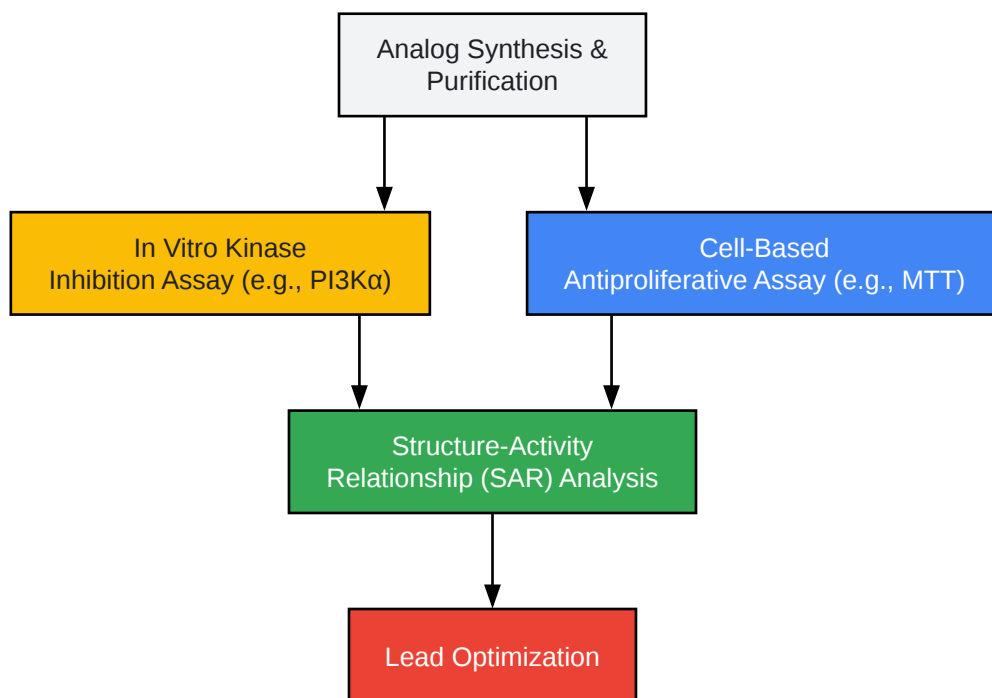 Analog Synthesis &
Purification
In Vitro Kinase
Inhibition Assay (e.g., PI3Kα)
Cell-Based
Antiproliferative Assay (e.g., MTT)
Structure-Activity
Relationship (SAR) Analysis
Lead Optimization